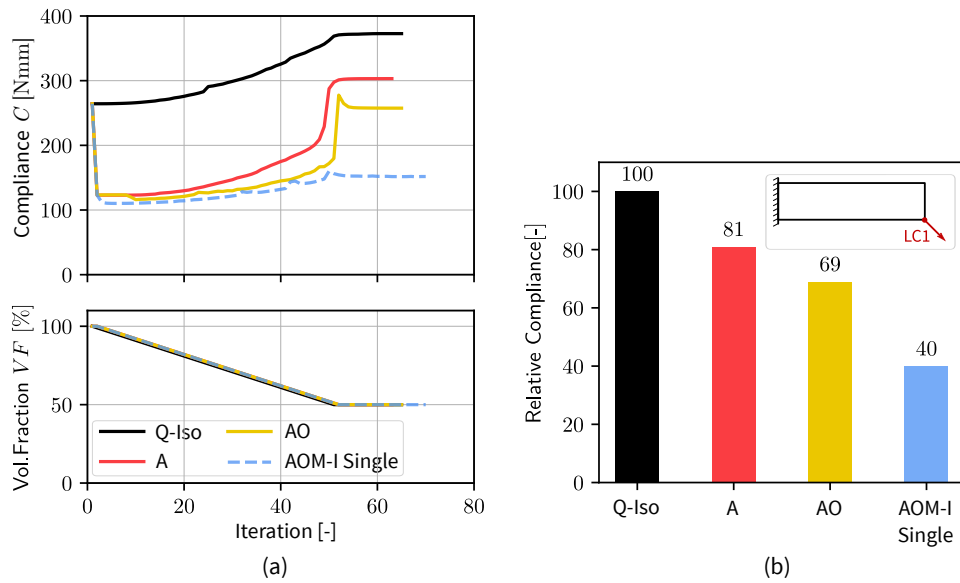 400
300
200
100
0
Compliance C [Nmm]
100
50
0
Vol.Fraction VF [%]
Q-Iso
A
AO
AOM-I Single
0
20
40
60
80
Iteration [-]
(a)
100
80
60
40
20
0
Relative Compliance[-]
100
81
69
40
LC1
Q-Iso
A
AO
AOM-I
Single
(b)